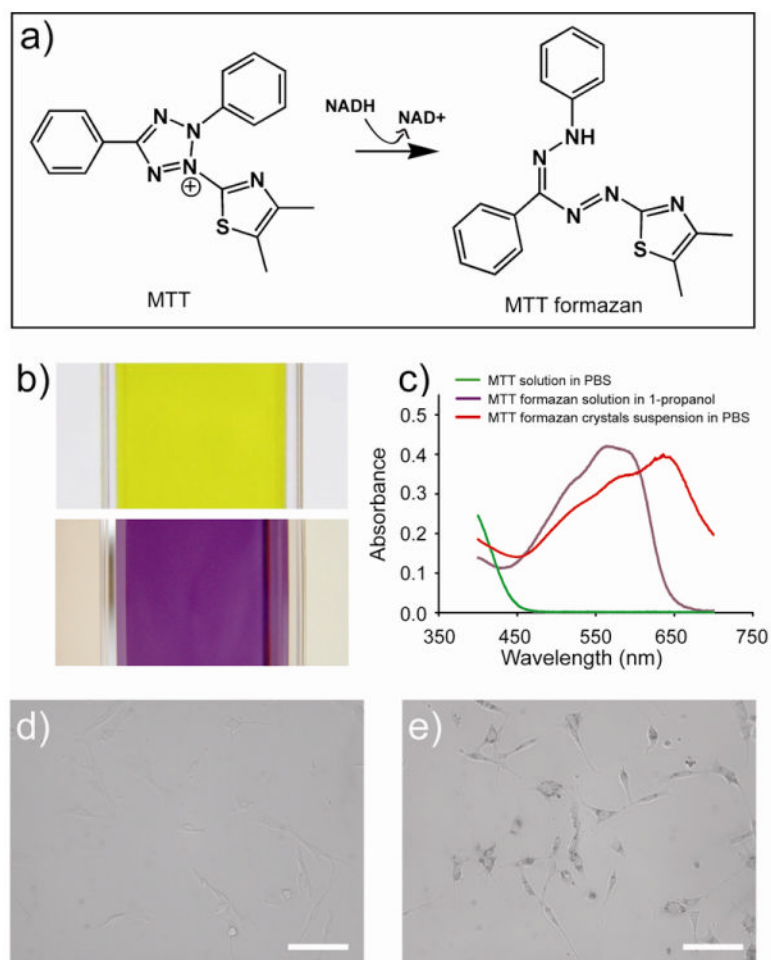 a)
N
N
N
N
⊕
N
S
MTT
NADH
NAD+
NH
N
N
N
N
S
MTT formazan
b)
c)
MTT solution in PBS
MTT formazan solution in 1-propanol
MTT formazan crystals suspension in PBS
Absorbance
0.5
0.4
0.3
0.2
0.1
0.0
350
450
550
650
750
Wavelength (nm)
d)
e)